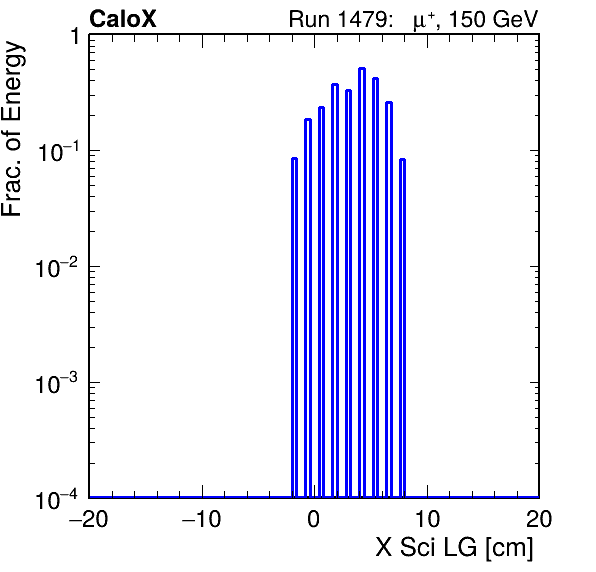 CaloX Run 1479: μ⁺, 150 GeV
Frac. of Energy
1
10⁻¹
10⁻²
10⁻³
10⁻⁴
−20 −10 0 10 20
X Sci LG [cm]